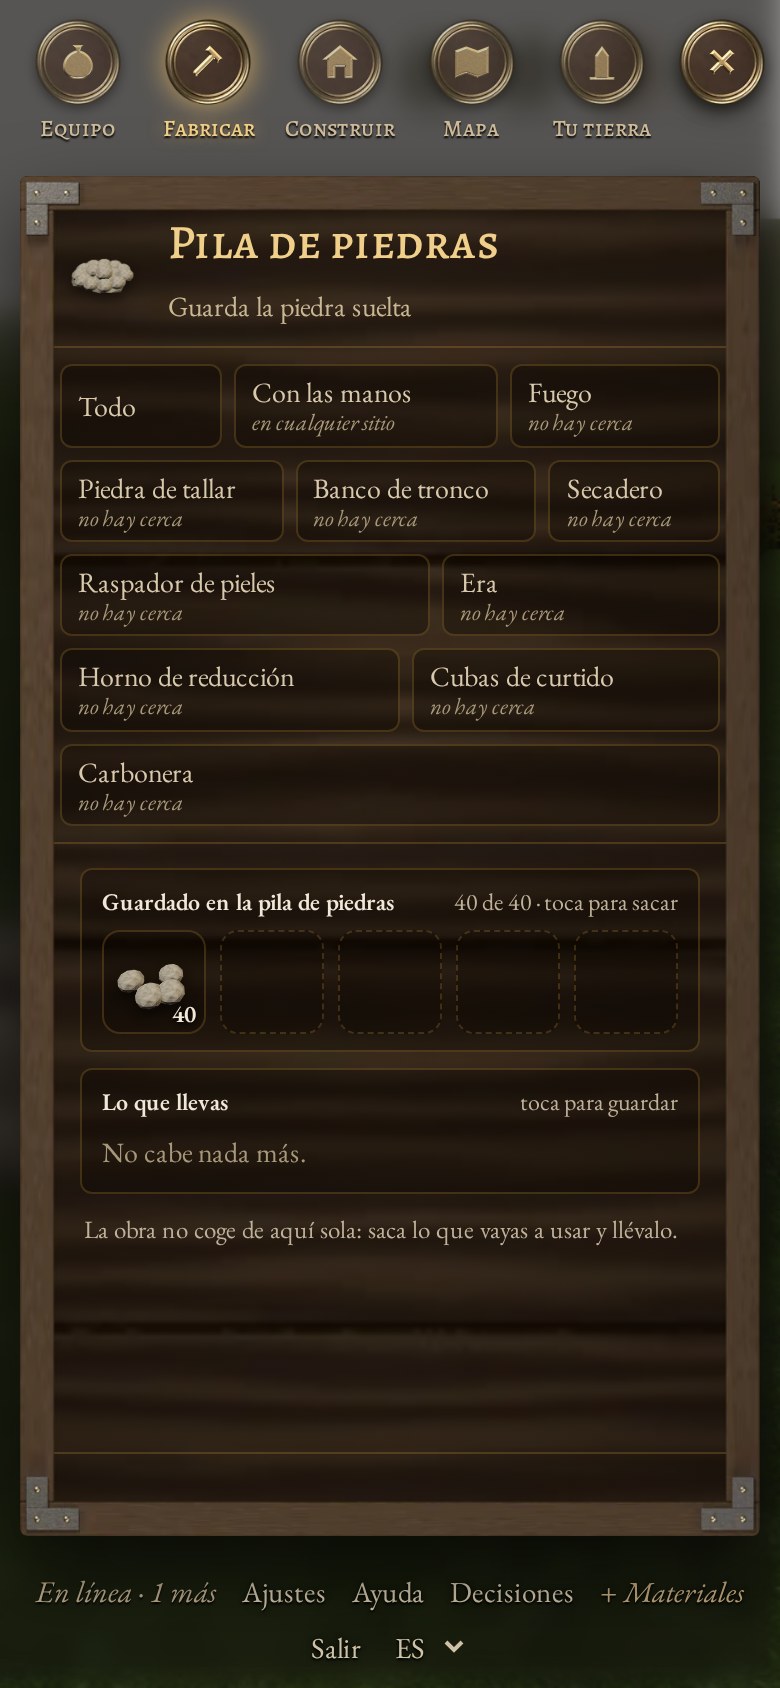 Equipo Fabricar Construir Mapa Tu tierra
Pila de piedras
Guarda la piedra suelta
Todo
Con las manos
en cualquier sitio
Fuego
no hay cerca
Piedra de tallar
no hay cerca
Banco de tronco
no hay cerca
Secadero
no hay cerca
Raspador de pieles
no hay cerca
Era
no hay cerca
Horno de reducción
no hay cerca
Cubas de curtido
no hay cerca
Carbonera
no hay cerca
Guardado en la pila de piedras 40 de 40 · toca para sacar
40
Lo que llevas toca para guardar
No cabe nada más.
La obra no coge de aquí sola: saca lo que vayas a usar y llévalo.
En línea · 1 más Ajustes Ayuda Decisiones + Materiales
Salir ES